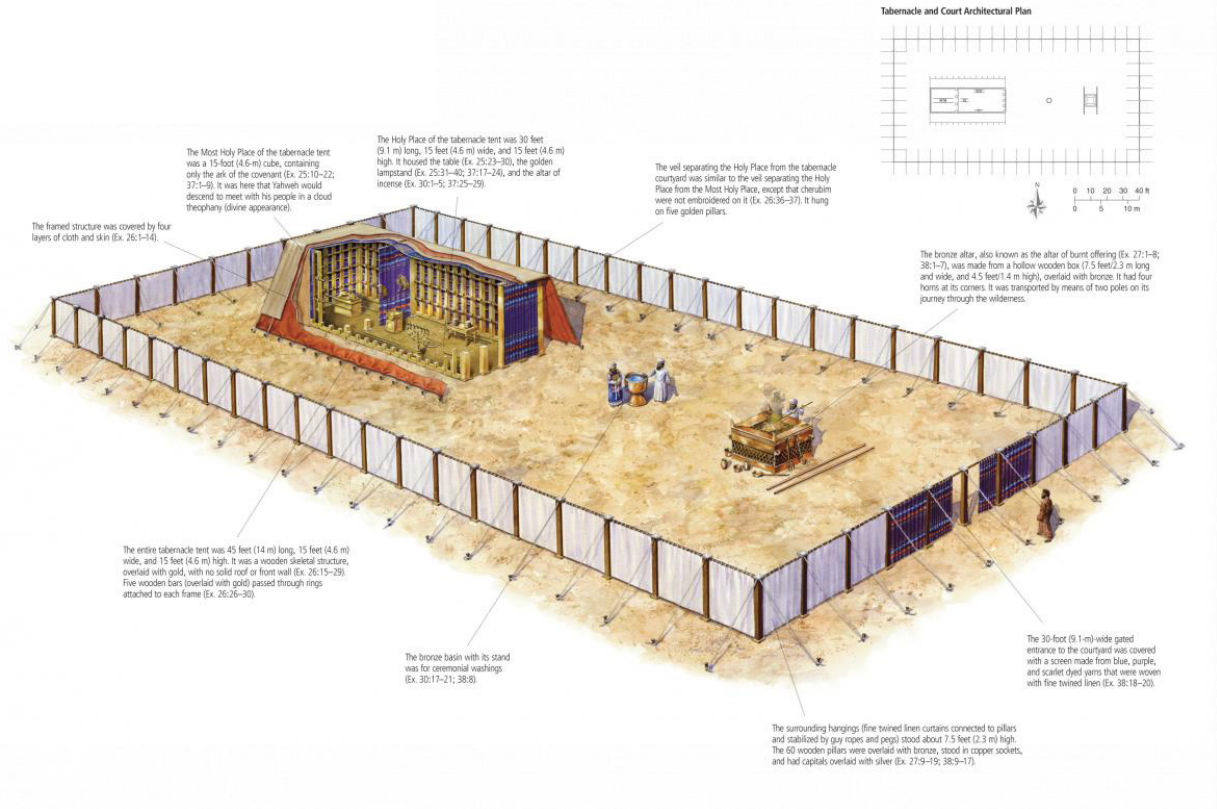 Tabernacle and Court Architectural Plan
N
0 10 20 30 40 ft
0 5 10 m
The Most Holy Place of the tabernacle tent
was a 15-foot (4.6-m) cube, containing
only the ark of the covenant (Ex. 25:10–22;
37:1–9). It was here that Yahweh would
descend to meet with his people in a cloud
theophany (divine appearance).
The Holy Place of the tabernacle tent was 30 feet
(9.1 m) long, 15 feet (4.6 m) wide, and 15 feet (4.6 m)
high. It housed the table (Ex. 25:23–30), the golden
lampstand (Ex. 25:31–40; 37:17–24), and the altar of
incense (Ex. 30:1–5; 37:25–29).
The veil separating the Holy Place from the tabernacle
courtyard was similar to the veil separating the Holy
Place from the Most Holy Place, except that cherubim
were not embroidered on it (Ex. 26:36–37). It hung
on five golden pillars.
The framed structure was covered by four
layers of cloth and skin (Ex. 26:1–14).
The bronze altar, also known as the altar of burnt offering (Ex. 27:1–8;
38:1–7), was made from a hollow wooden box (7.5 feet/2.3 m long
and wide, and 4.5 feet/1.4 m high), overlaid with bronze. It had four
horns at its corners. It was transported by means of two poles on its
journey through the wilderness.
The entire tabernacle tent was 45 feet (14 m) long, 15 feet (4.6 m)
wide, and 15 feet (4.6 m) high. It was a wooden skeletal structure,
overlaid with gold, with no solid roof or front wall (Ex. 26:15–29).
Five wooden bars (overlaid with gold) passed through rings
attached to each frame (Ex. 26:26–30).
The bronze basin with its stand
was for ceremonial washings
(Ex. 30:17–21; 38:8).
The 30-foot (9.1-m)-wide gated
entrance to the courtyard was covered
with a screen made from blue, purple,
and scarlet dyed yarns that were woven
with fine twined linen (Ex. 38:18–20).
The surrounding hangings (fine twined linen curtains connected to pillars
and stabilized by guy ropes and pegs) stood about 7.5 feet (2.3 m) high.
The 60 wooden pillars were overlaid with bronze, stood in copper sockets,
and had capitals overlaid with silver (Ex. 27:9–19; 38:9–17).